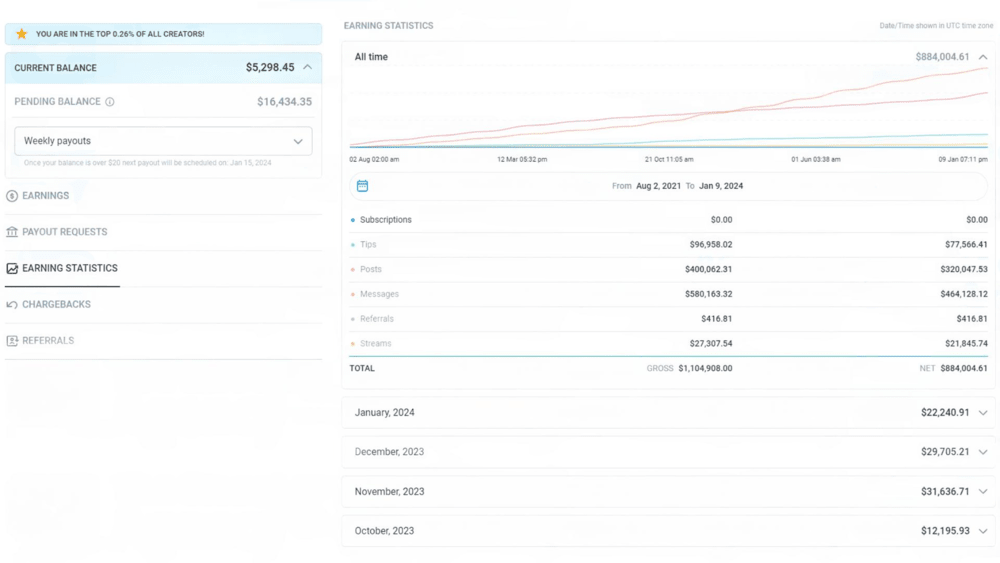 EARNING STATISTICS
Date/Time shown in UTC time zone
YOU ARE IN THE TOP 0.26% OF ALL CREATORS!
CURRENT BALANCE $5,298.45
PENDING BALANCE $16,434.35
Weekly payouts
Once your balance is over $20 next payout will be scheduled on: Jan 15, 2024
EARNINGS
PAYOUT REQUESTS
EARNING STATISTICS
CHARGEBACKS
REFERRALS
All time $884,004.61
02 Aug 02:00 am 12 Mar 05:32 pm 21 Oct 11:05 am 01 Jun 03:38 am 09 Jan 07:11 pm
From Aug 2, 2021 To Jan 9, 2024
Subscriptions $0.00 $0.00
Tips $96,958.02 $77,566.41
Posts $400,062.31 $320,047.53
Messages $580,163.32 $464,128.12
Referrals $416.81 $416.81
Streams $27,307.54 $21,845.74
TOTAL GROSS $1,104,908.00 NET $884,004.61
January, 2024 $22,240.91
December, 2023 $29,705.21
November, 2023 $31,636.71
October, 2023 $12,195.93